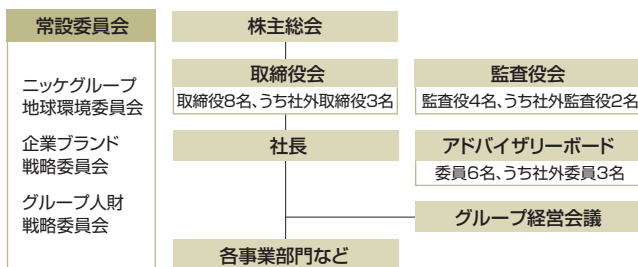 常設委員会
ニッケグループ
地球環境委員会
企業ブランド
戦略委員会
グループ人財
戦略委員会
株主総会
取締役会
取締役8名、うち社外取締役3名
監査役会
監査役4名、うち社外監査役2名
社長
アドバイザリーボード
委員6名、うち社外委員3名
グループ経営会議
各事業部門など